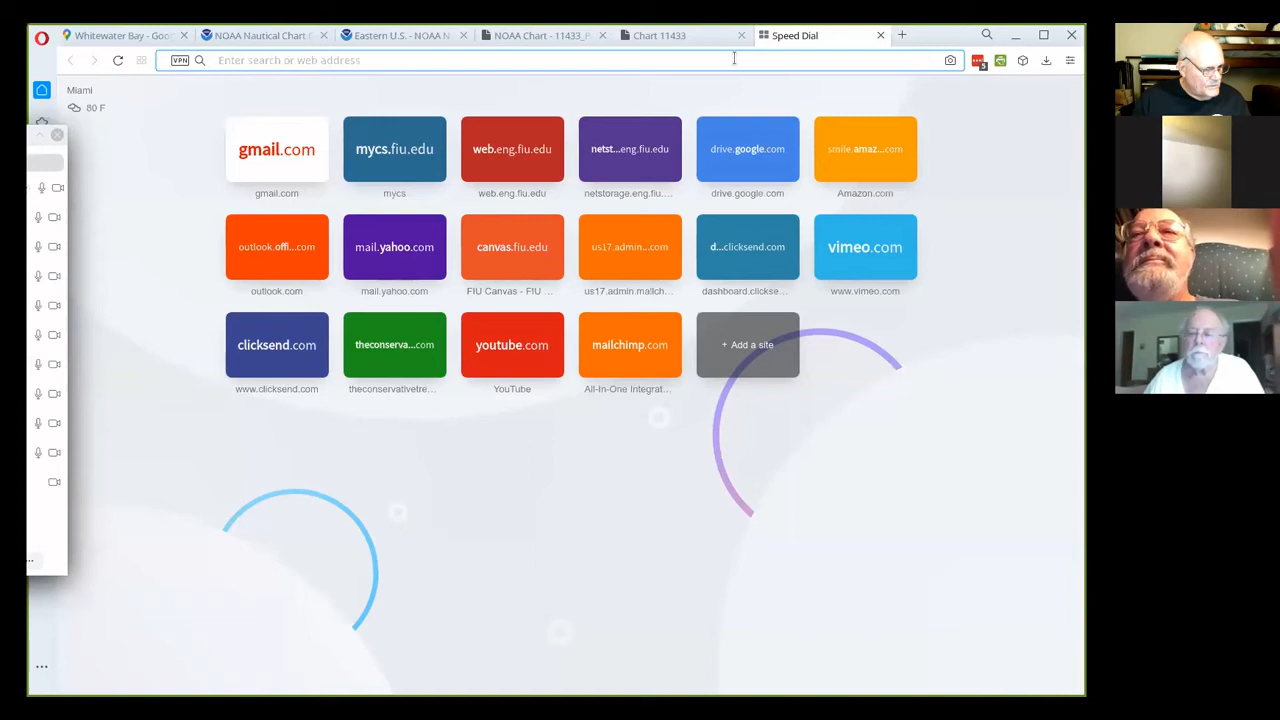 Whitewater Bay - Goo
NOAA Nautical Chart
Eastern U.S. - NOAA N
NOAA Chart - 11433_P
Chart 11433
Speed Dial
VPN
Enter search or web address
5
Miami
80 F
gmail.com
mycs.fiu.edu
web.eng.fiu.edu
netst...eng.fiu.edu
drive.google.com
smile.amaz...com
gmail.com
mycs
web.eng.fiu.edu
netstorage.eng.fiu....
drive.google.com
Amazon.com
outlook.offi...com
mail.yahoo.com
canvas.fiu.edu
us17.admin...com
d...clicksend.com
vimeo.com
outlook.com
mail.yahoo.com
FIU Canvas - FIU ...
us17.admin.mailch...
dashboard.clickse...
www.vimeo.com
clicksend.com
theconserva...com
youtube.com
mailchimp.com
+ Add a site
www.clicksend.com
theconservativetre...
YouTube
All-In-One Integrat...